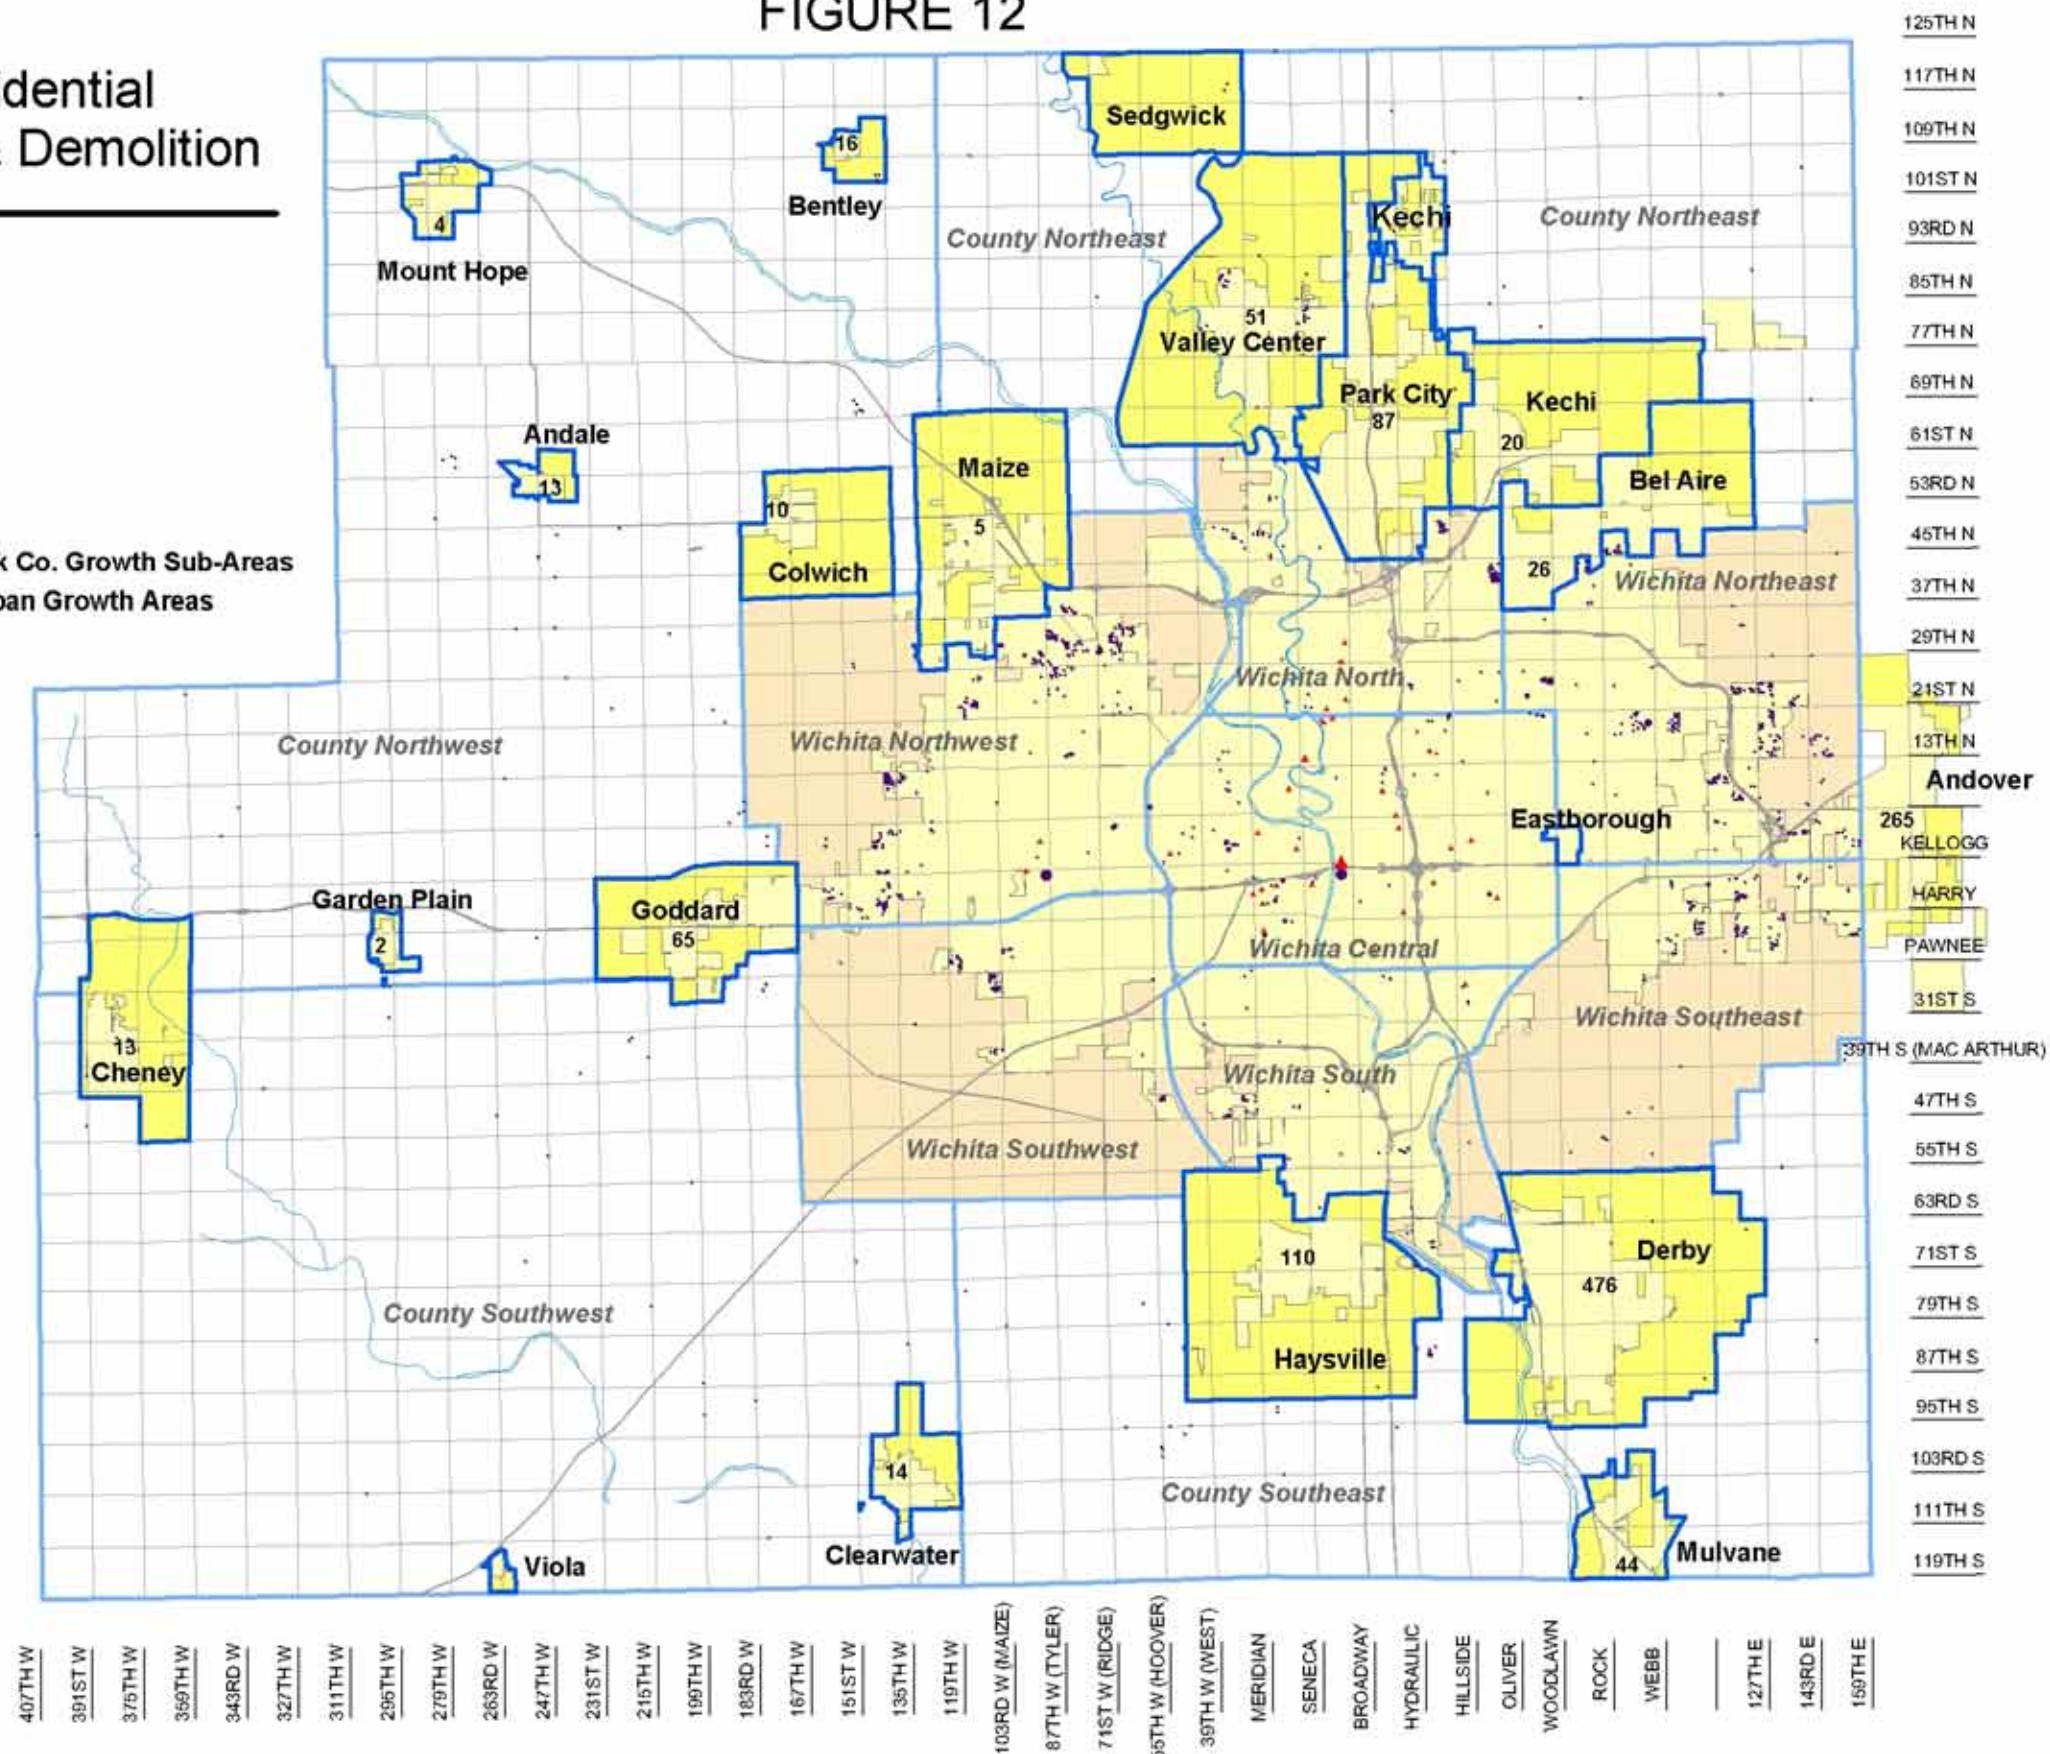 FIGURE 12
idential
Demolition
k Co. Growth Sub-Areas
ban Growth Areas
125TH N
117TH N
109TH N
101ST N
93RD N
85TH N
77TH N
69TH N
61ST N
53RD N
45TH N
37TH N
29TH N
21ST N
13TH N
KELLOGG
HARRY
PAWNEE
31ST S
39TH S (MAC ARTHUR)
47TH S
55TH S
63RD S
71ST S
79TH S
87TH S
95TH S
103RD S
111TH S
119TH S
Sedgwick
16
Bentley
4
Mount Hope
County Northeast
Kechi
County Northeast
51
Valley Center
Park City
87
Kechi
20
Bel Aire
26
Andale
13
10
Colwich
Maize
5
Wichita Northeast
Wichita North
County Northwest
Wichita Northwest
Andover
265
Eastborough
Garden Plain
2
Goddard
65
Wichita Central
13
Cheney
Wichita Southeast
Wichita South
Wichita Southwest
110
Haysville
Derby
476
County Southwest
14
Clearwater
County Southeast
Viola
44
Mulvane
407TH W
391ST W
375TH W
359TH W
343RD W
327TH W
311TH W
295TH W
279TH W
263RD W
247TH W
231ST W
215TH W
199TH W
183RD W
167TH W
151ST W
135TH W
119TH W
103RD W (MAIZE)
87TH W (TYLER)
71ST W (RIDGE)
55TH W (HOOVER)
39TH W (WEST)
MERIDIAN
SENECA
BROADWAY
HYDRAULIC
HILLSIDE
OLIVER
WOODLAWN
ROCK
WEBB
127TH E
143RD E
159TH E